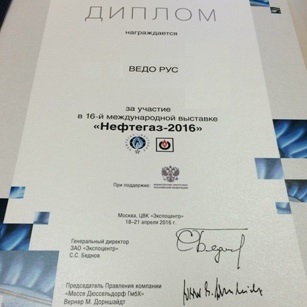 ДИПЛОМ
награждается
ВЕДО РУС
за участие
в 16-й международной выставке
«Нефтегаз-2016»
При поддержке:
Москва, ЦВК «Экспоцентр»
18–21 апреля 2016 г.
Генеральный директор
ЗАО «Экспоцентр»
С.С. Беднов
Председатель Правления компании
«Мессе Дюссельдорф ГмбХ»
Вернер М. Дорншайдт